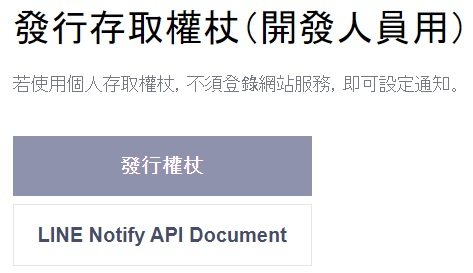 發行存取權杖(開發人員用)
若使用個人存取權杖, 不須登錄網站服務, 即可設定通知。
發行權杖
LINE Notify API Document